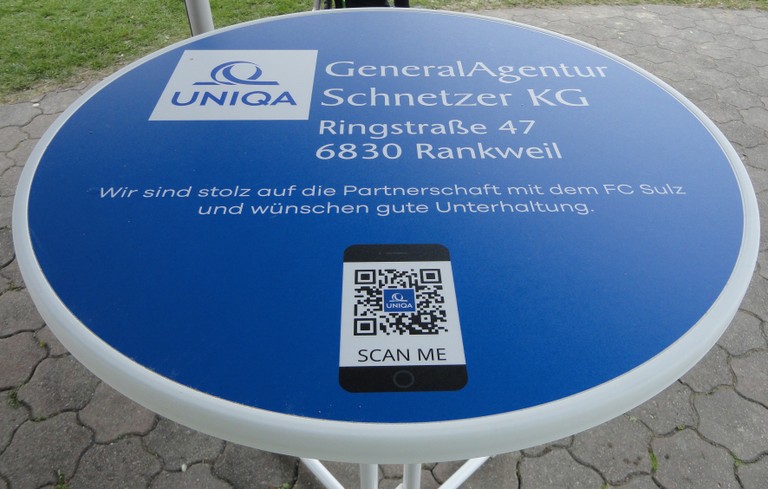 UNIQA
GeneralAgentur
Schnetzer KG
Ringstraße 47
6830 Rankweil
Wir sind stolz auf die Partnerschaft mit dem FC Sulz
und wünschen gute Unterhaltung.
UNIQA
SCAN ME